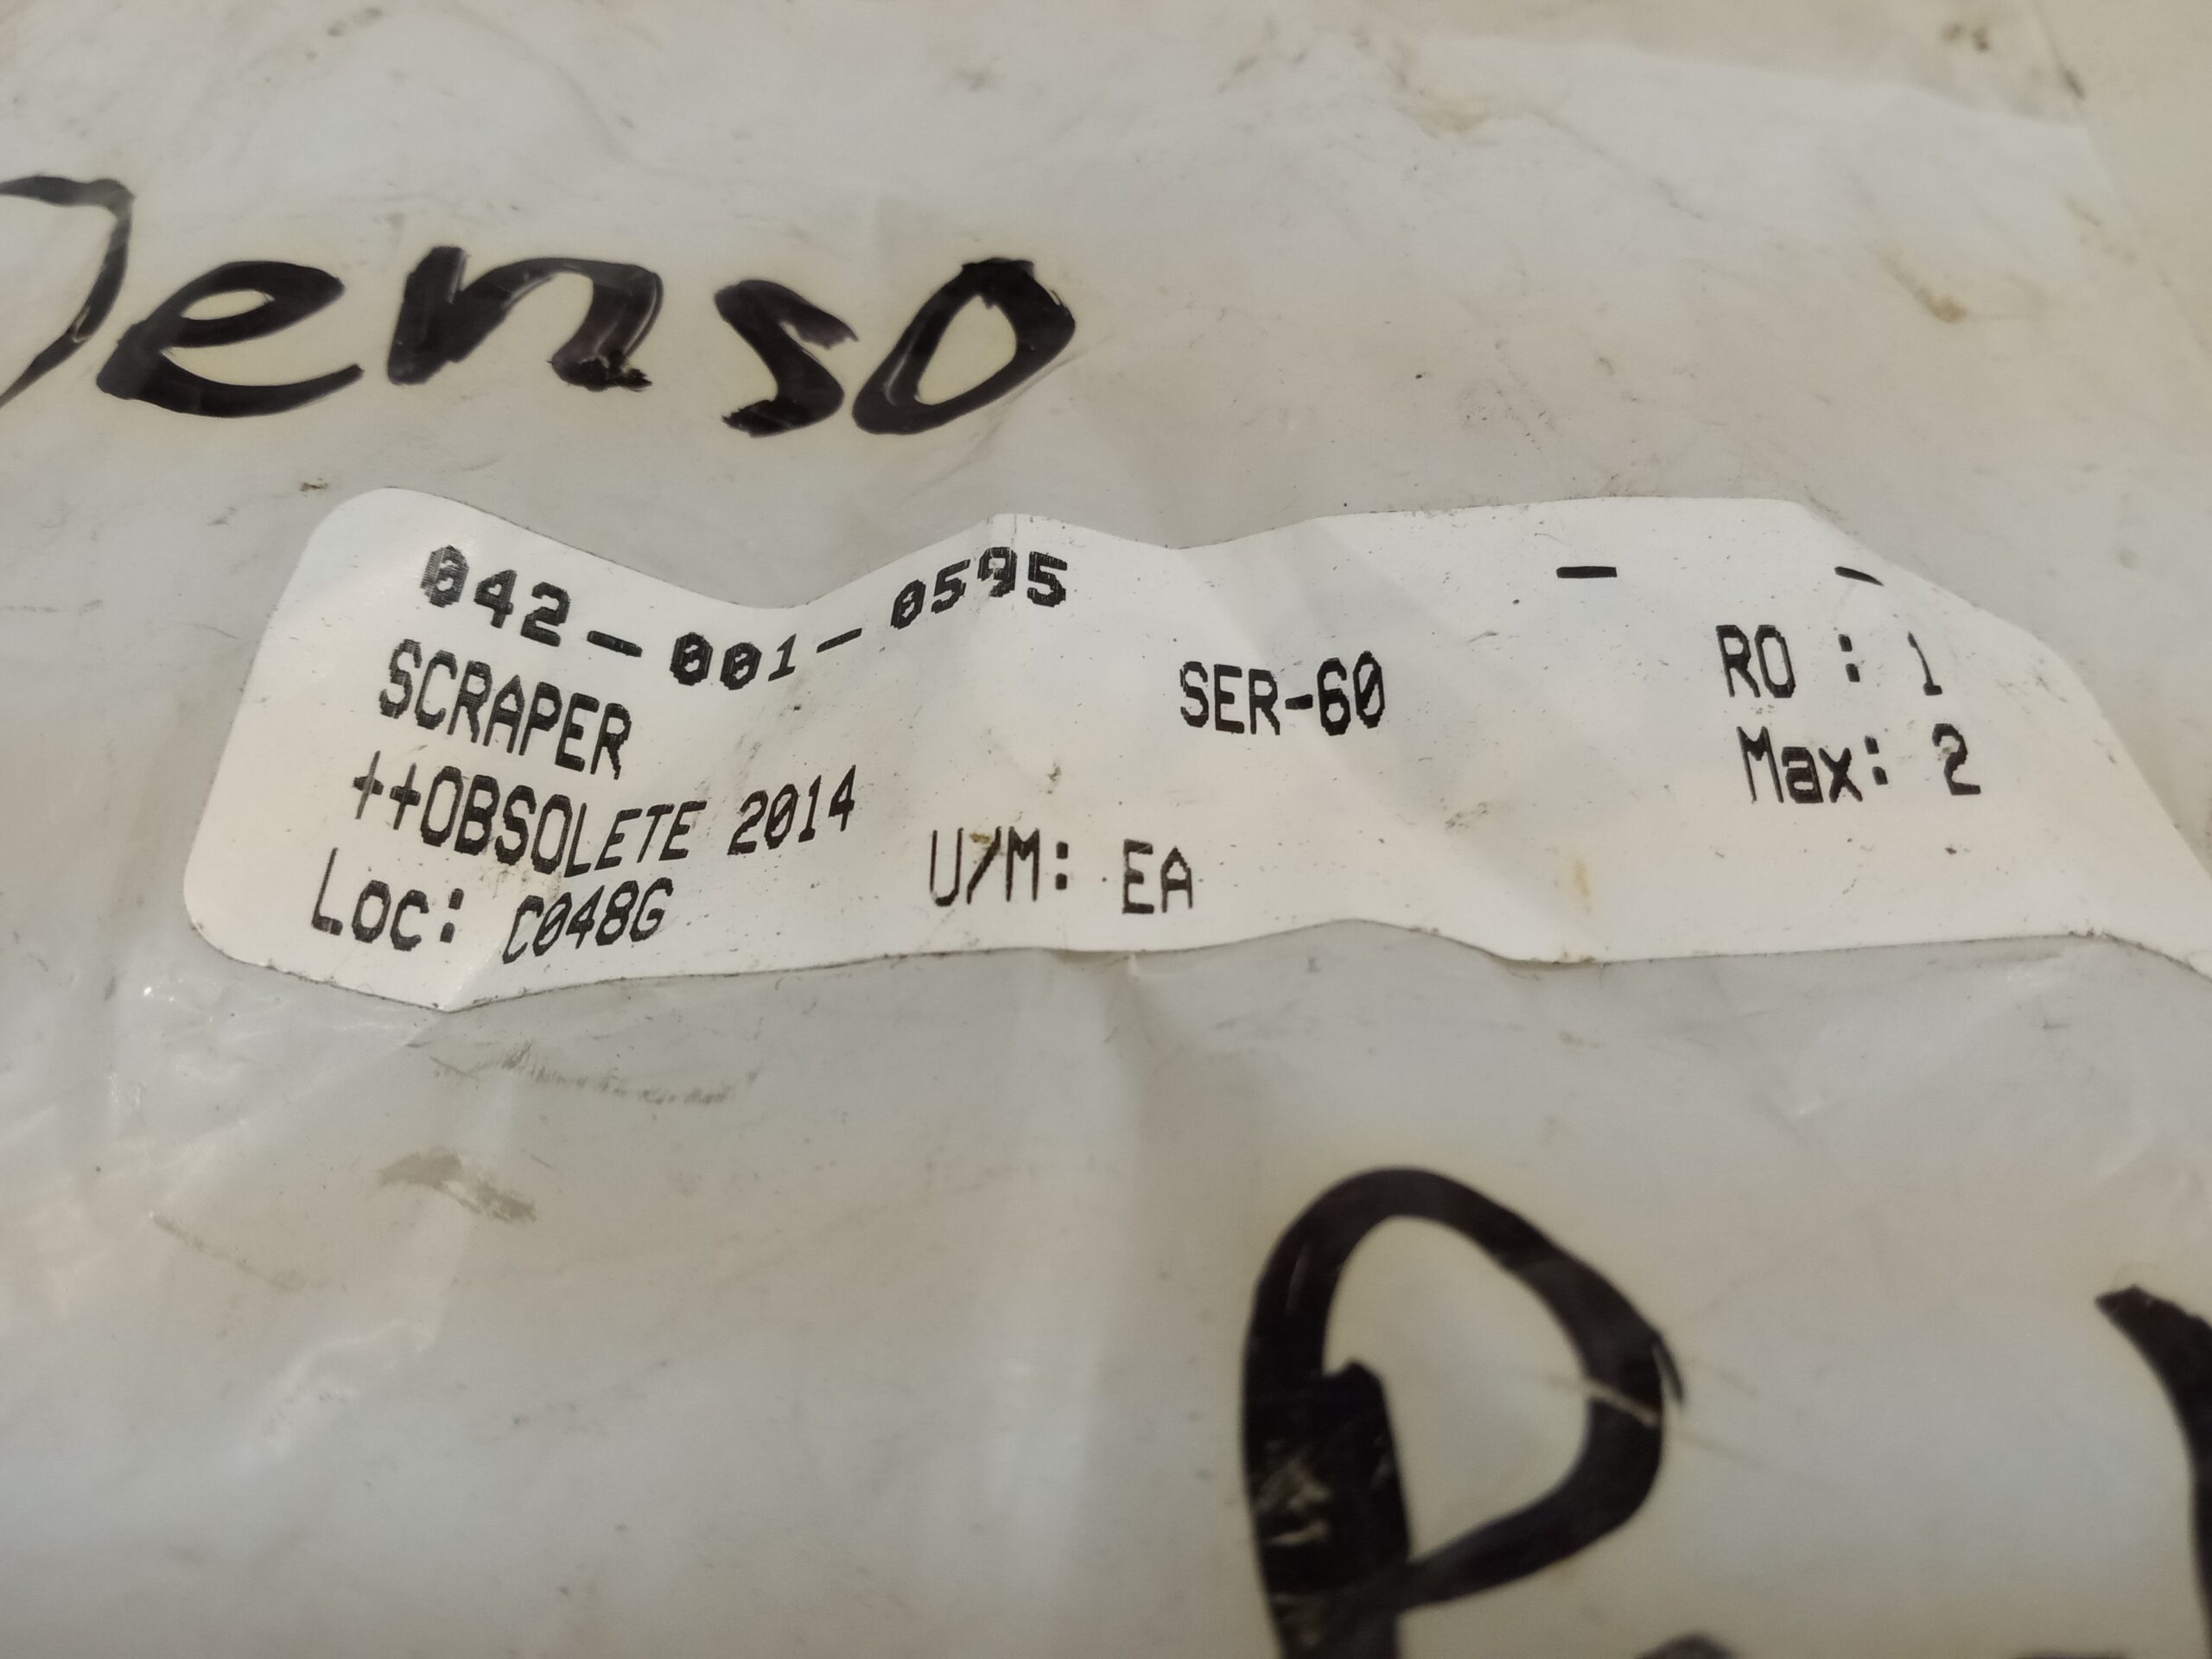 Denso
042-001-0595 - -
SCRAPER SER-60 RO : 1
++OBSOLETE 2014 Max: 2
Loc: C048G U/M: EA